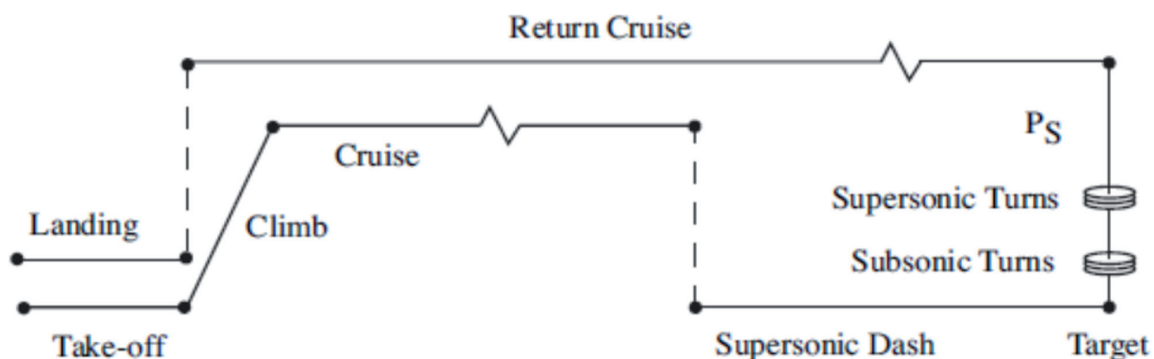 Return Cruise
P_S
Cruise
Supersonic Turns
Landing
Climb
Subsonic Turns
Take-off
Supersonic Dash
Target